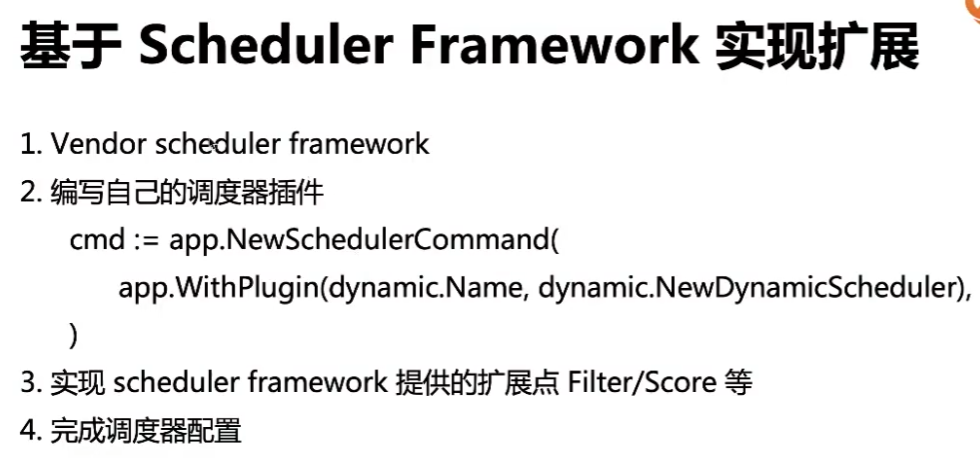 基于 Scheduler Framework 实现扩展
1. Vendor scheduler framework
2. 编写自己的调度器插件
cmd := app.NewSchedulerCommand(
app.WithPlugin(dynamic.Name, dynamic.NewDynamicScheduler),
)
3. 实现 scheduler framework 提供的扩展点 Filter/Score 等
4. 完成调度器配置